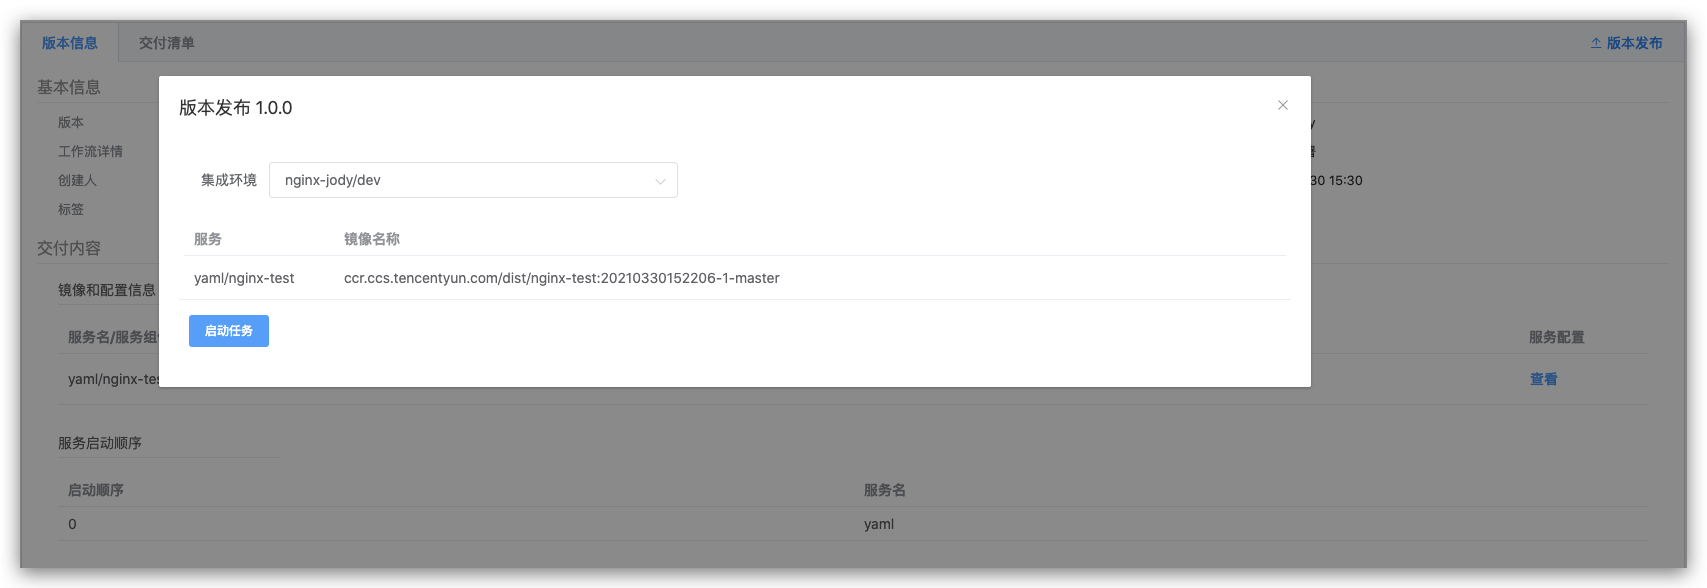 版本信息 交付清单 版本发布
基本信息
版本发布 1.0.0
版本
工作流详情
创建人 30 15:30
标签
集成环境 nginx-jody/dev
服务 镜像名称
yaml/nginx-test ccr.ccs.tencentyun.com/dist/nginx-test:20210330152206-1-master
启动任务
交付内容
镜像和配置信息
服务名/服务组 服务配置
yaml/nginx-tes 查看
服务启动顺序
启动顺序 服务名
0 yaml